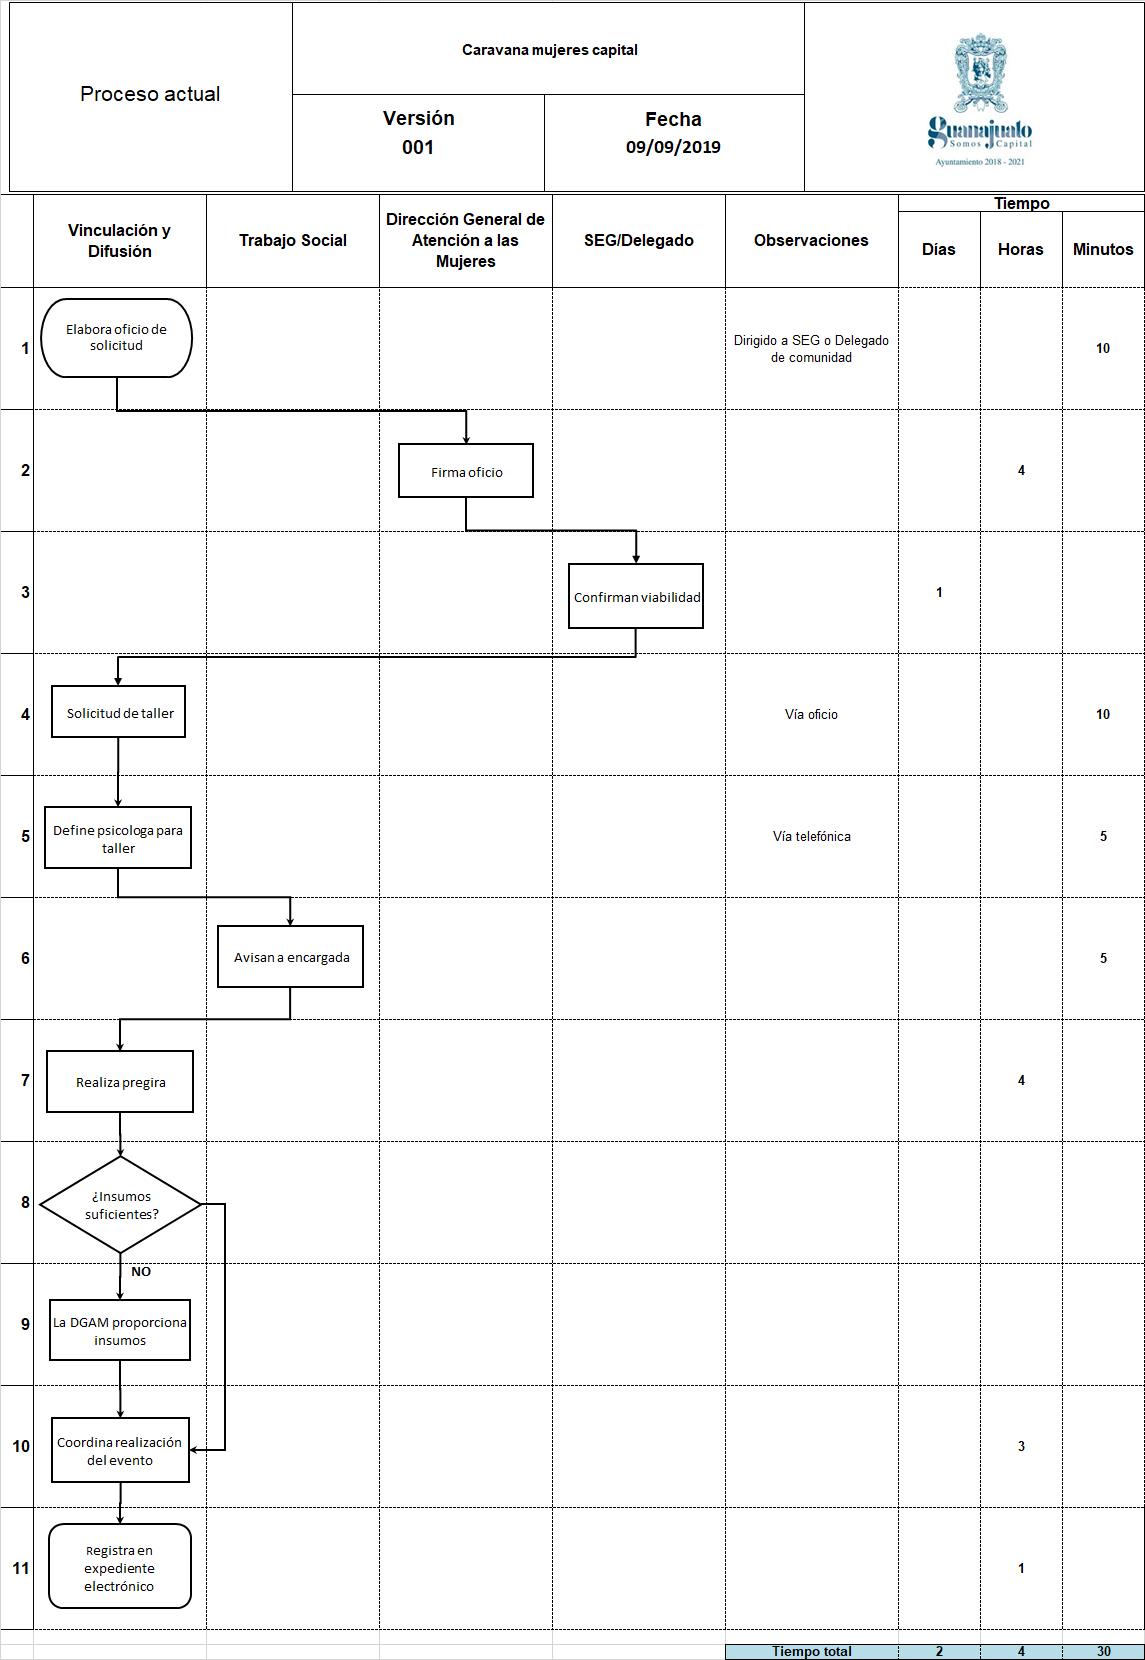 Proceso actual
Caravana mujeres capital
Versión
001
Fecha
09/09/2019
guanajuato
Somos Capital
Ayuntamiento 2018 - 2021
Vinculación y
Difusión
Trabajo Social
Dirección General de
Atención a las
Mujeres
SEG/Delegado
Observaciones
Tiempo
Días
Horas
Minutos
1
Elabora oficio de
solicitud
Dirigido a SEG o Delegado
de comunidad
10
2
Firma oficio
4
3
Confirman viabilidad
1
4
Solicitud de taller
Vía oficio
10
5
Define psicologa para
taller
Vía telefónica
5
6
Avisan a encargada
5
7
Realiza pregira
4
8
¿Insumos
suficientes?
NO
9
La DGAM proporciona
insumos
10
Coordina realización
del evento
3
11
Registra en
expediente
electrónico
1
Tiempo total
2
4
30